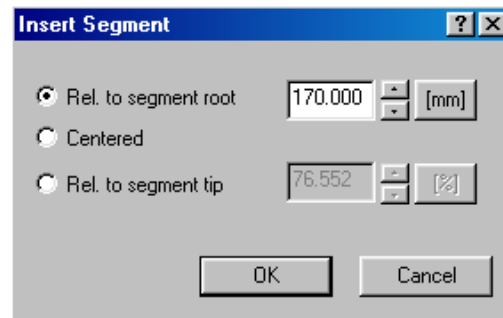 Insert Segment
Rel. to segment root 170.000 [mm]
Centered
Rel. to segment tip 76.552 [%]
OK Cancel